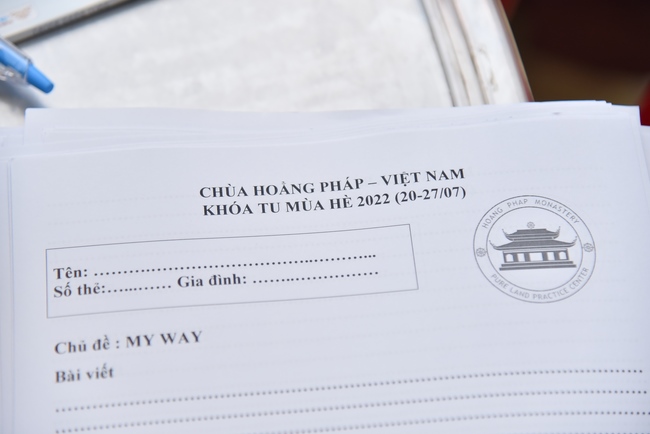 CHÙA HOẰNG PHÁP – VIỆT NAM
KHÓA TU MÙA HÈ 2022 (20-27/07)
HOANG PHAP MONASTERY
PURE LAND PRACTICE CENTER
Tên: ………..……………………………..………...
Số thẻ:…...…… Gia đình: ……..……………
Chủ đề : MY WAY
Bài viết